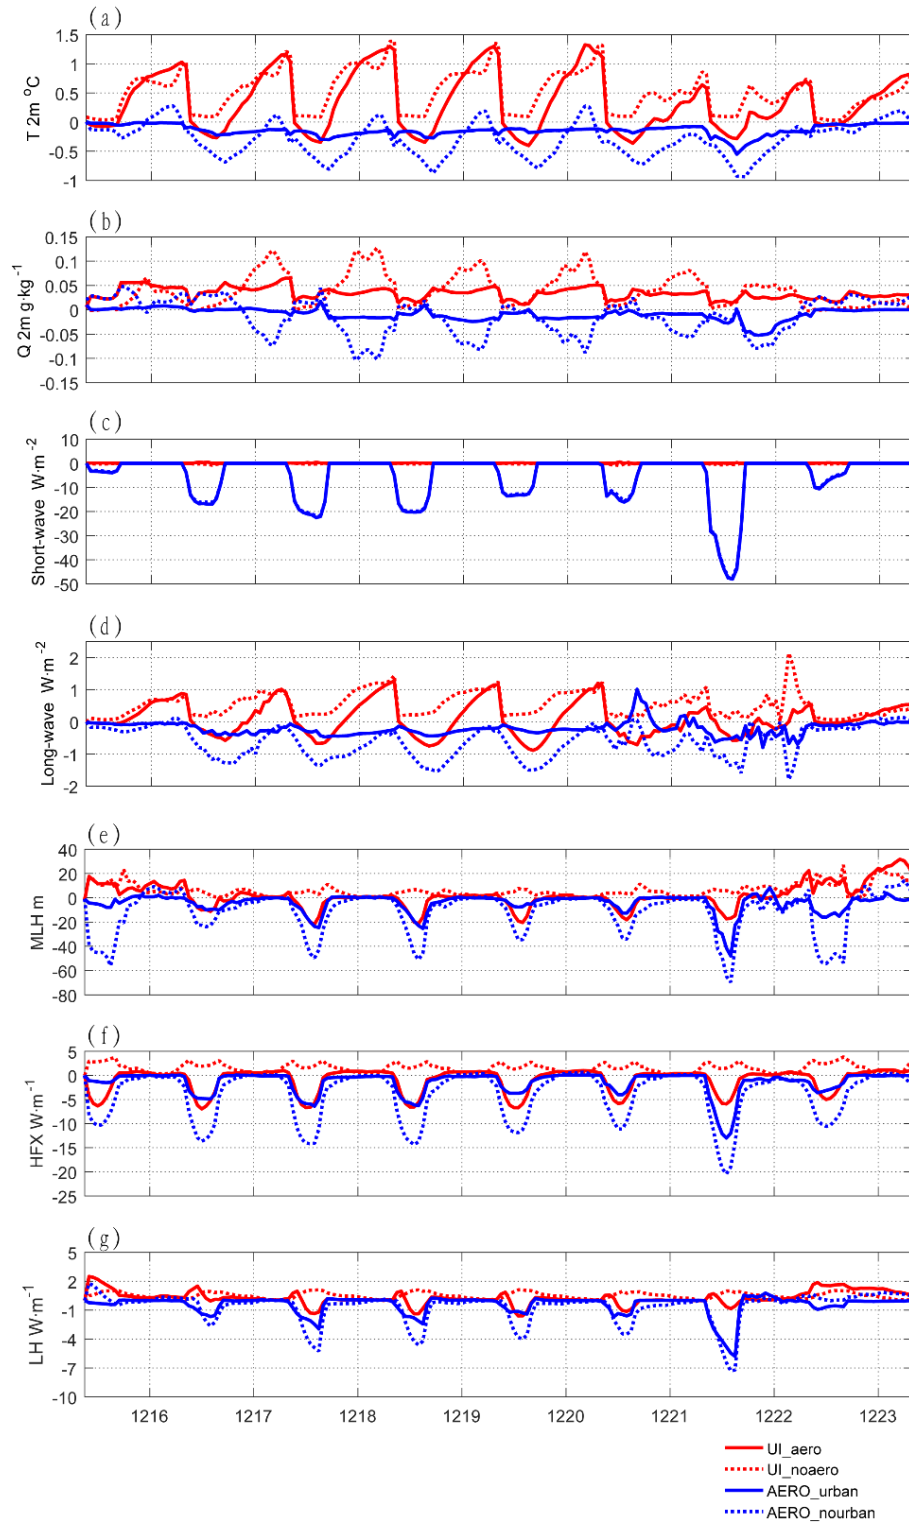 (a)
1.5
1
0.5
0
-0.5
-1
T 2m °C
(b)
0.15
0.1
0.05
0
-0.05
-0.1
-0.15
Q 2m g·kg-1
(c)
10
0
-10
-20
-30
-40
-50
Short-wave W·m-2
(d)
2
1
0
-1
-2
Long-wave W·m-2
(e)
40
20
0
-20
-40
-60
-80
MLH m
(f)
5
0
-5
-10
-15
-20
-25
HFX W·m-1
(g)
5
2
-1
-4
-7
-10
LH W·m-1
1216 1217 1218 1219 1220 1221 1222 1223
UI_aero
UI_noaero
AERO_urban
AERO_nourban